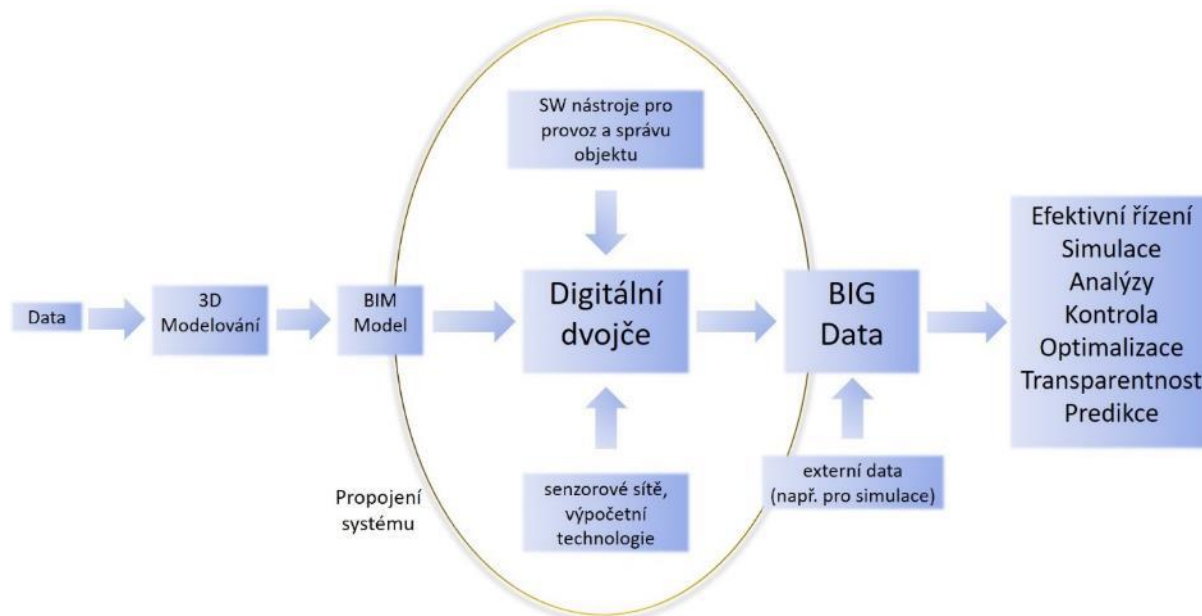 SW nástroje pro
provoz a správu
objektu
Data
3D
Modelování
BIM
Model
Digitální
dvojče
BIG
Data
Efektivní řízení
Simulace
Analýzy
Kontrola
Optimalizace
Transparentnost
Predikce
Propojení
systému
senzorové sítě,
výpočetní
technologie
externí data
(např. pro simulace)